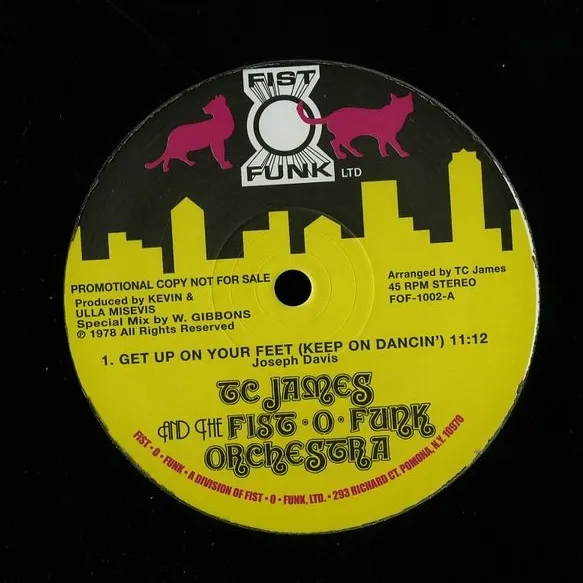 FIST
O
FUNK LTD
PROMOTIONAL COPY NOT FOR SALE
Produced by KEVIN &
ULLA MISEVIS
Special Mix by W. GIBBONS
℗ 1978 All Rights Reserved
Arranged by TC James
45 RPM STEREO
FOF-1002-A
1. GET UP ON YOUR FEET (KEEP ON DANCIN') 11:12
Joseph Davis
TC JAMES
AND THE FIST • O • FUNK
ORCHESTRA
FIST • O • FUNK • A DIVISION OF FIST • O • FUNK, LTD. • 293 RICHARD CT. POMONA, N.Y. 10970